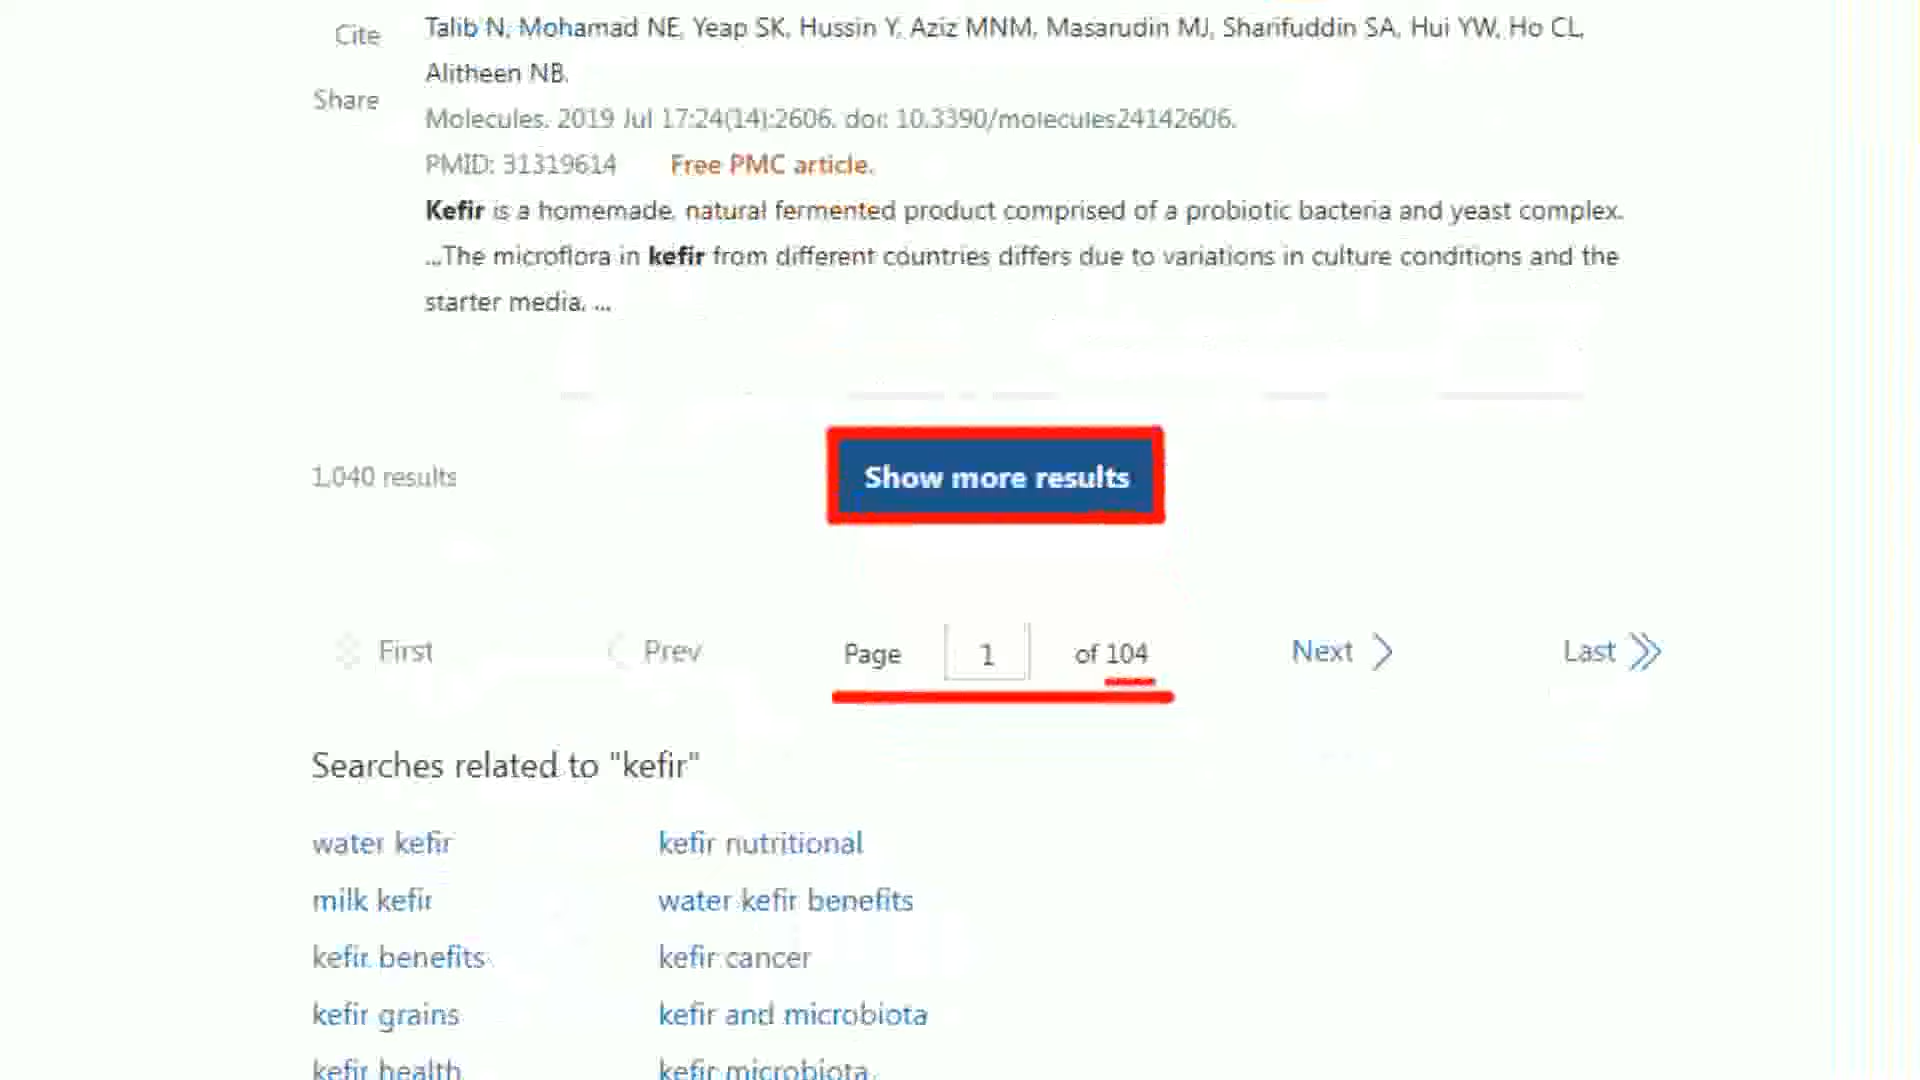 Cite
Talib N, Mohamad NE, Yeap SK, Hussin Y, Aziz MNM, Masarudin MJ, Sharifuddin SA, Hui YW, Ho CL,
Alitheen NB.
Share
Molecules. 2019 Jul 17;24(14):2606. doi: 10.3390/molecules24142606.
PMID: 31319614 Free PMC article.
Kefir is a homemade, natural fermented product comprised of a probiotic bacteria and yeast complex.
...The microflora in kefir from different countries differs due to variations in culture conditions and the
starter media. ...
1,040 results
Show more results
First Prev Page 1 of 104 Next Last
Searches related to "kefir"
water kefir kefir nutritional
milk kefir water kefir benefits
kefir benefits kefir cancer
kefir grains kefir and microbiota
kefir health kefir microbiota